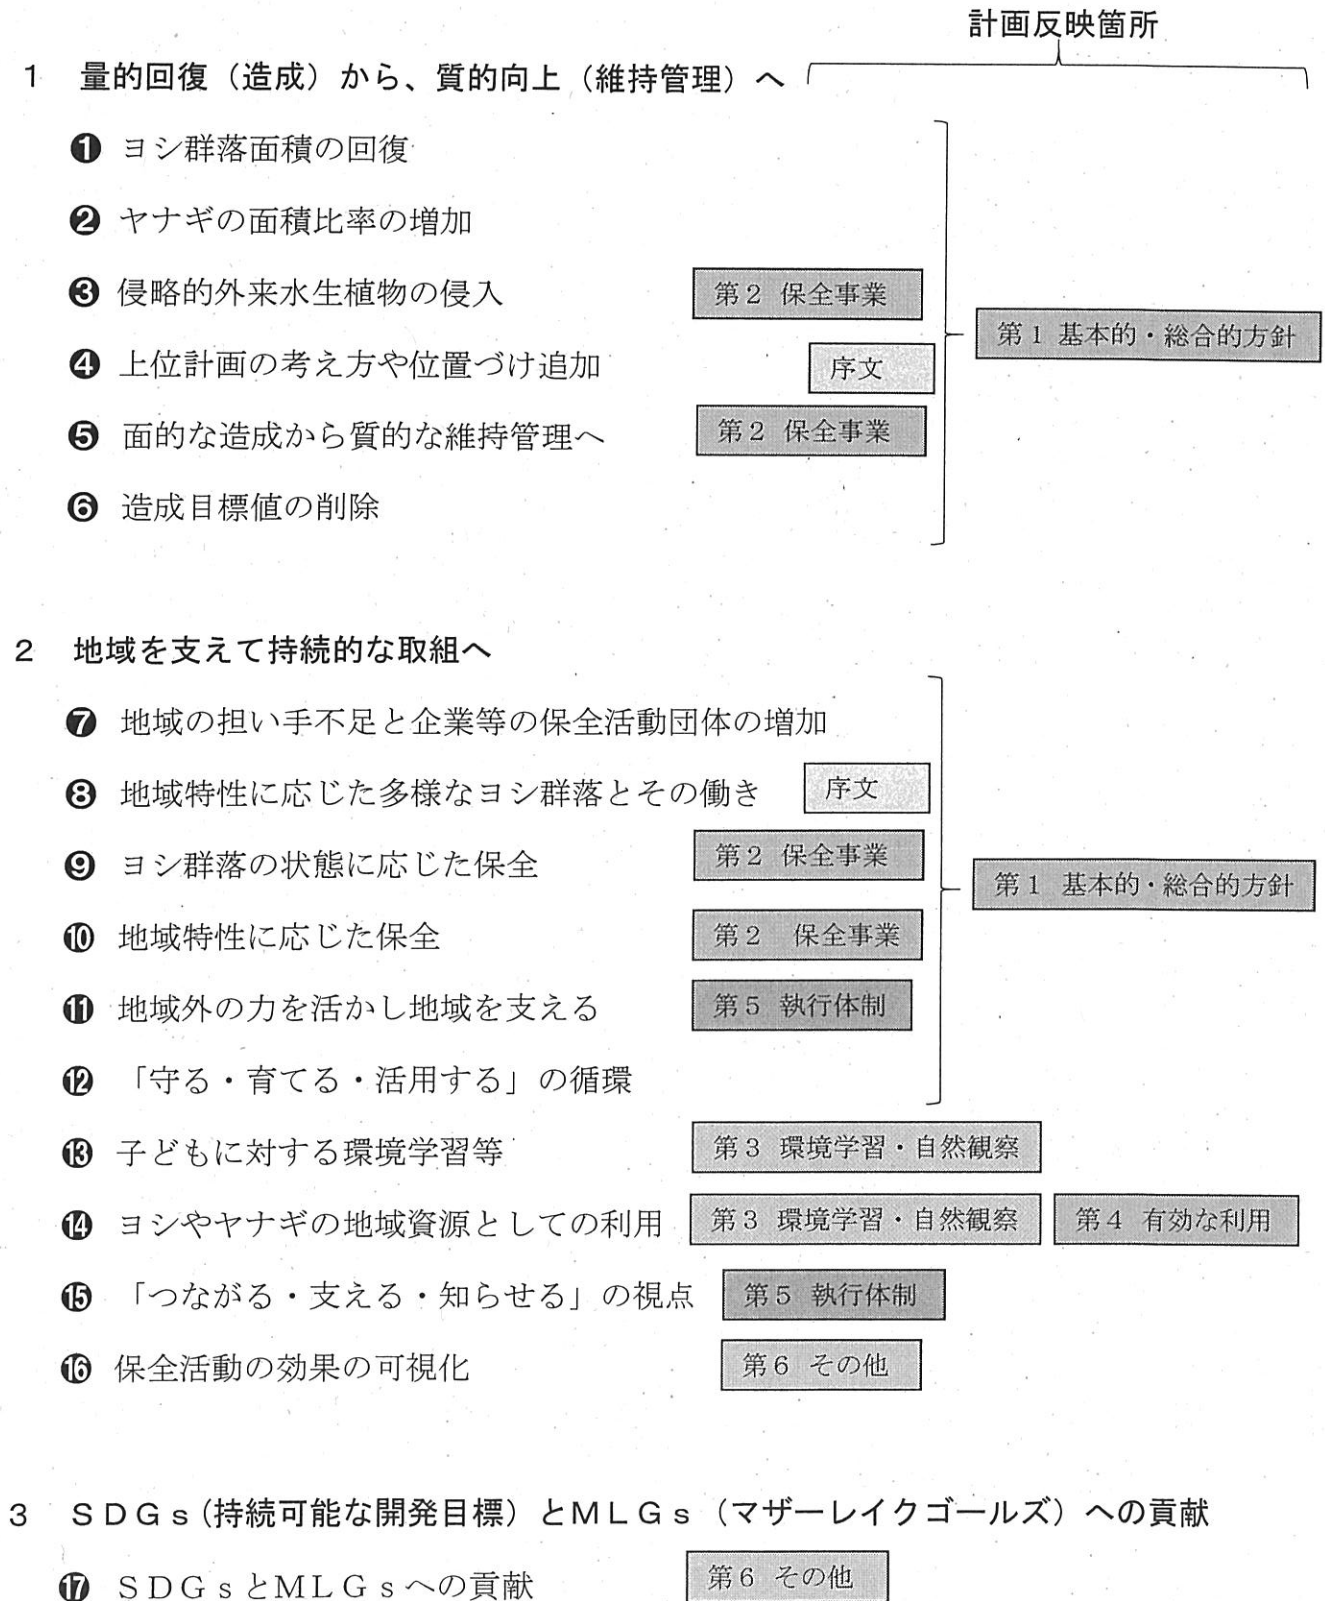 計画反映箇所
1 量的回復（造成）から、質的向上（維持管理）へ
❶ ヨシ群落面積の回復
❷ ヤナギの面積比率の増加
❸ 侵略的外来水生植物の侵入 第２ 保全事業
第１ 基本的・総合的方針
❹ 上位計画の考え方や位置づけ追加 序文
❺ 面的な造成から質的な維持管理へ 第２ 保全事業
❻ 造成目標値の削除
2 地域を支えて持続的な取組へ
❼ 地域の担い手不足と企業等の保全活動団体の増加
❽ 地域特性に応じた多様なヨシ群落とその働き 序文
❾ ヨシ群落の状態に応じた保全 第２ 保全事業
第１ 基本的・総合的方針
❿ 地域特性に応じた保全 第２ 保全事業
⓫ 地域外の力を活かし地域を支える 第５ 執行体制
⓬ 「守る・育てる・活用する」の循環
⓭ 子どもに対する環境学習等 第３ 環境学習・自然観察
⓮ ヨシやヤナギの地域資源としての利用 第３ 環境学習・自然観察 第４ 有効な利用
⓯ 「つながる・支える・知らせる」の視点 第５ 執行体制
⓰ 保全活動の効果の可視化 第６ その他
3 ＳＤＧｓ(持続可能な開発目標）とＭＬＧｓ（マザーレイクゴールズ）への貢献
⓱ ＳＤＧｓとＭＬＧｓへの貢献 第６ その他